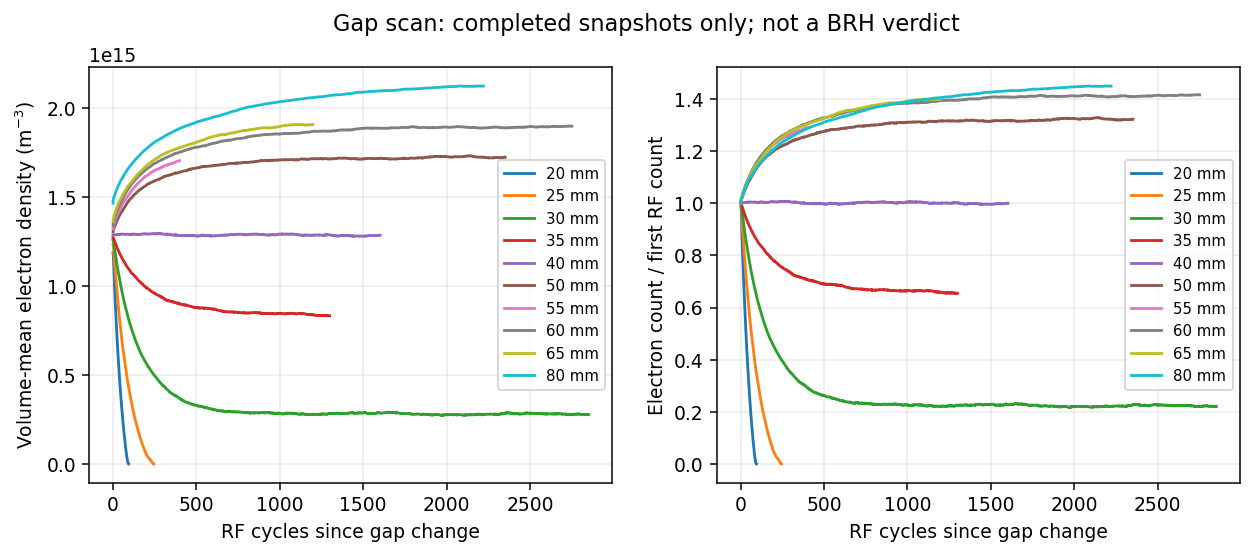 Gap scan: completed snapshots only; not a BRH verdict
1e15
Volume-mean electron density (m⁻³)
2.0
1.5
1.0
0.5
0.0
0
500
1000
1500
2000
2500
RF cycles since gap change
20 mm
25 mm
30 mm
35 mm
40 mm
50 mm
55 mm
60 mm
65 mm
80 mm
Electron count / first RF count
1.4
1.2
1.0
0.8
0.6
0.4
0.2
0.0
0
500
1000
1500
2000
2500
RF cycles since gap change
20 mm
25 mm
30 mm
35 mm
40 mm
50 mm
55 mm
60 mm
65 mm
80 mm